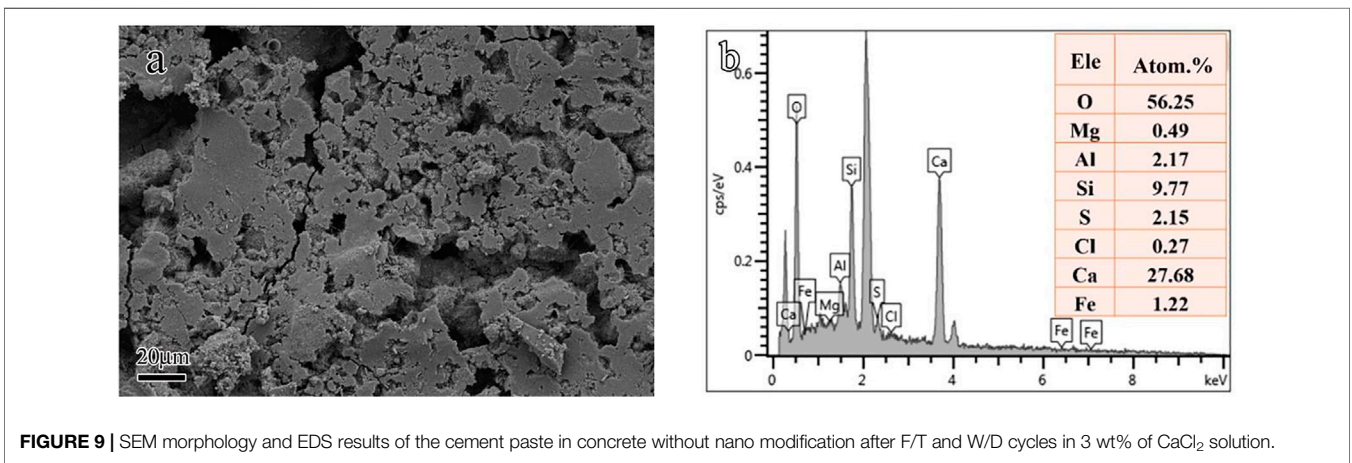 a
20μm
b
Ele Atom.%
O 56.25
Mg 0.49
Al 2.17
Si 9.77
S 2.15
Cl 0.27
Ca 27.68
Fe 1.22
cps/eV
0.6
0.4
0.2
0
O
Si
Ca
Al
Fe
Mg
S
Ca
Cl
Fe
Fe
0 2 4 6 8 keV
FIGURE 9 | SEM morphology and EDS results of the cement paste in concrete without nano modification after F/T and W/D cycles in 3 wt% of CaCl₂ solution.